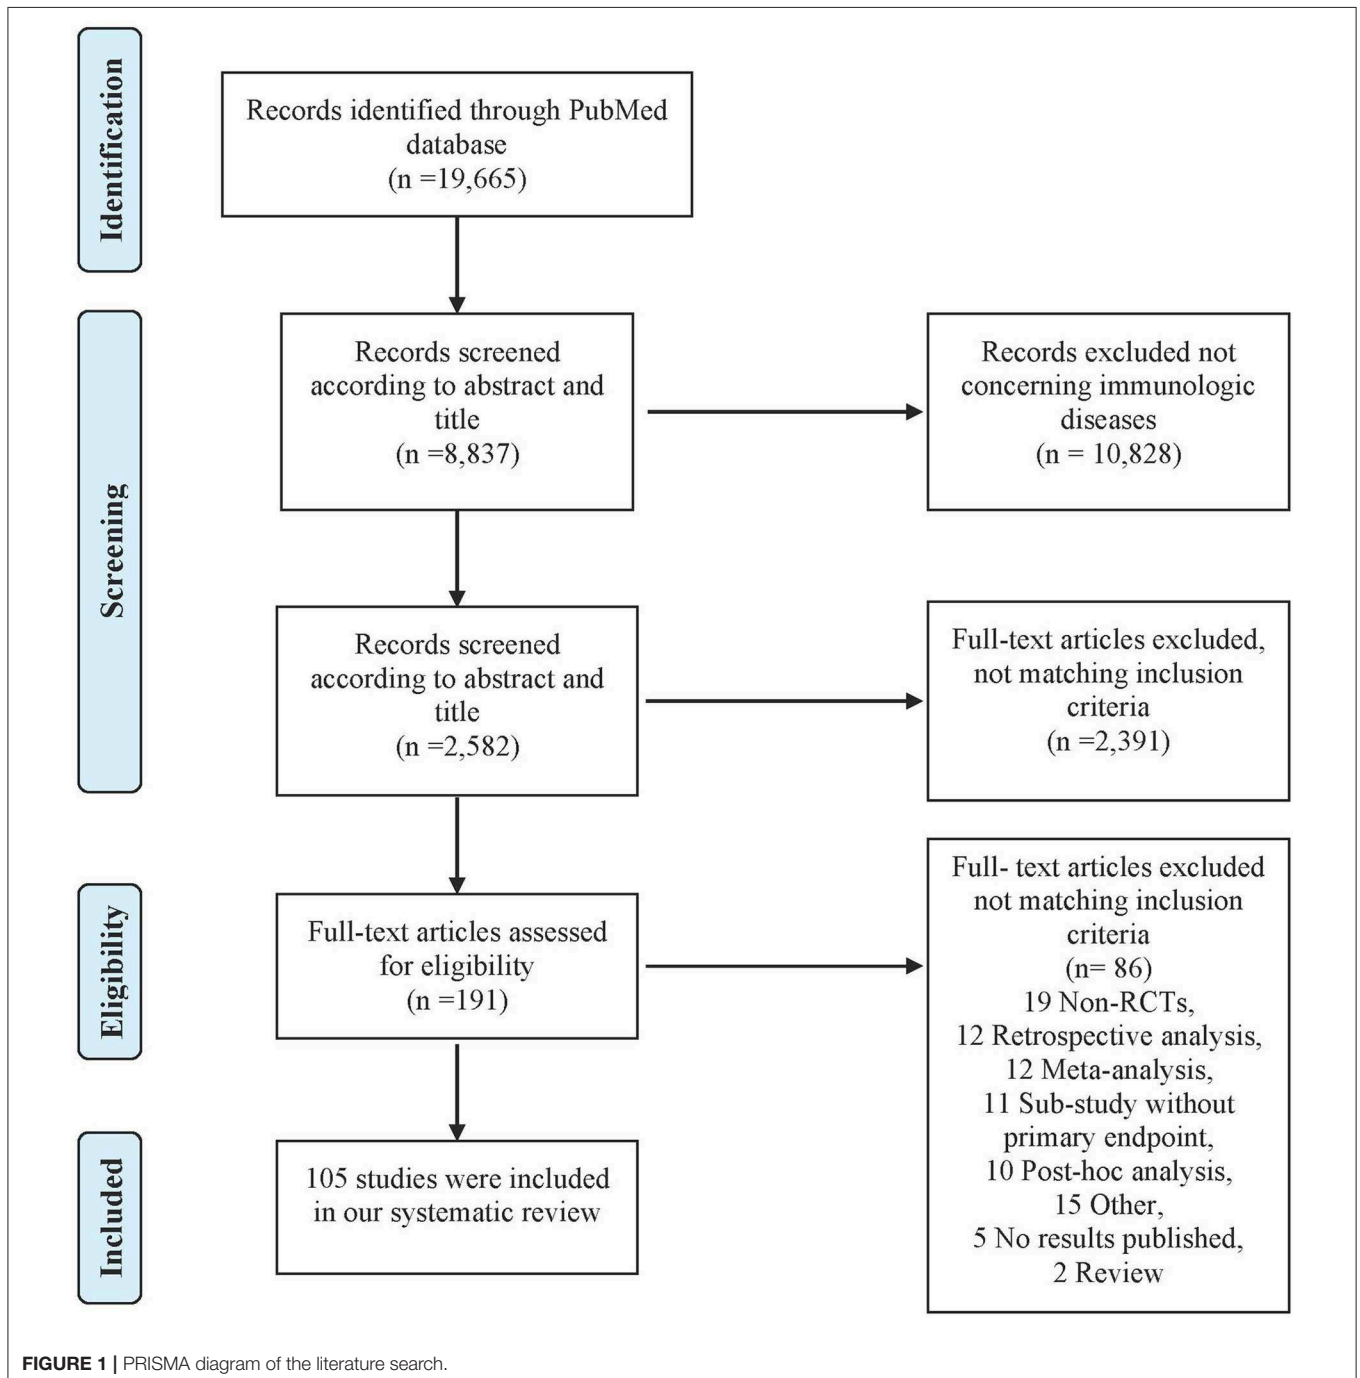 Identification
Records identified through PubMed
database
(n =19,665)
Screening
Records screened
according to abstract and
title
(n =8,837)
Records excluded not
concerning immunologic
diseases
(n = 10,828)
Records screened
according to abstract and
title
(n =2,582)
Full-text articles excluded,
not matching inclusion
criteria
(n =2,391)
Eligibility
Full-text articles assessed
for eligibility
(n =191)
Full- text articles excluded
not matching inclusion
criteria
(n= 86)
19 Non-RCTs,
12 Retrospective analysis,
12 Meta-analysis,
11 Sub-study without
primary endpoint,
10 Post-hoc analysis,
15 Other,
5 No results published,
2 Review
Included
105 studies were included
in our systematic review
FIGURE 1 | PRISMA diagram of the literature search.